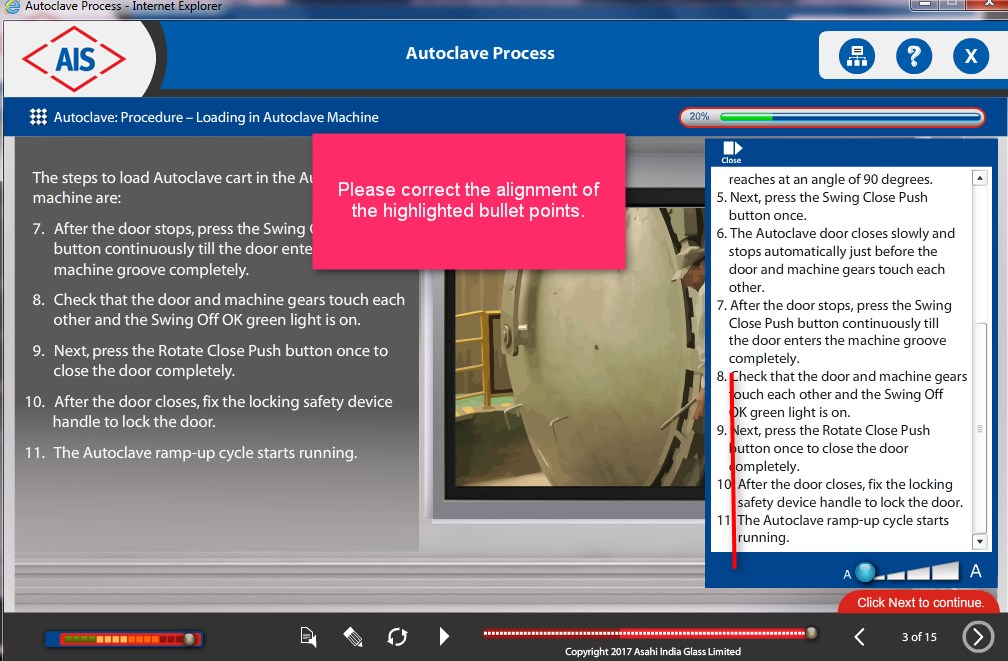 Autoclave Process - Internet Explorer
AIS
Autoclave Process
?
X
Autoclave: Procedure – Loading in Autoclave Machine
20%
The steps to load Autoclave cart in the
machine are:
7. After the door stops, press the Swing
button continuously till the door
machine groove completely.
8. Check that the door and machine gears touch each
other and the Swing Off OK green light is on.
9. Next, press the Rotate Close Push button once to
close the door completely.
10. After the door closes, fix the locking safety device
handle to lock the door.
11. The Autoclave ramp-up cycle starts running.
Please correct the alignment of
the highlighted bullet points.
Close
reaches at an angle of 90 degrees.
5. Next, press the Swing Close Push
button once.
6. The Autoclave door closes slowly and
stops automatically just before the
door and machine gears touch each
other.
7. After the door stops, press the Swing
Close Push button continuously till
the door enters the machine groove
completely.
8. Check that the door and machine gears
touch each other and the Swing Off
OK green light is on.
9. Next, press the Rotate Close Push
button once to close the door
completely.
10. After the door closes, fix the locking
safety device handle to lock the door.
11. The Autoclave ramp-up cycle starts
running.
A A
Click Next to continue.
3 of 15
Copyright 2017 Asahi India Glass Limited